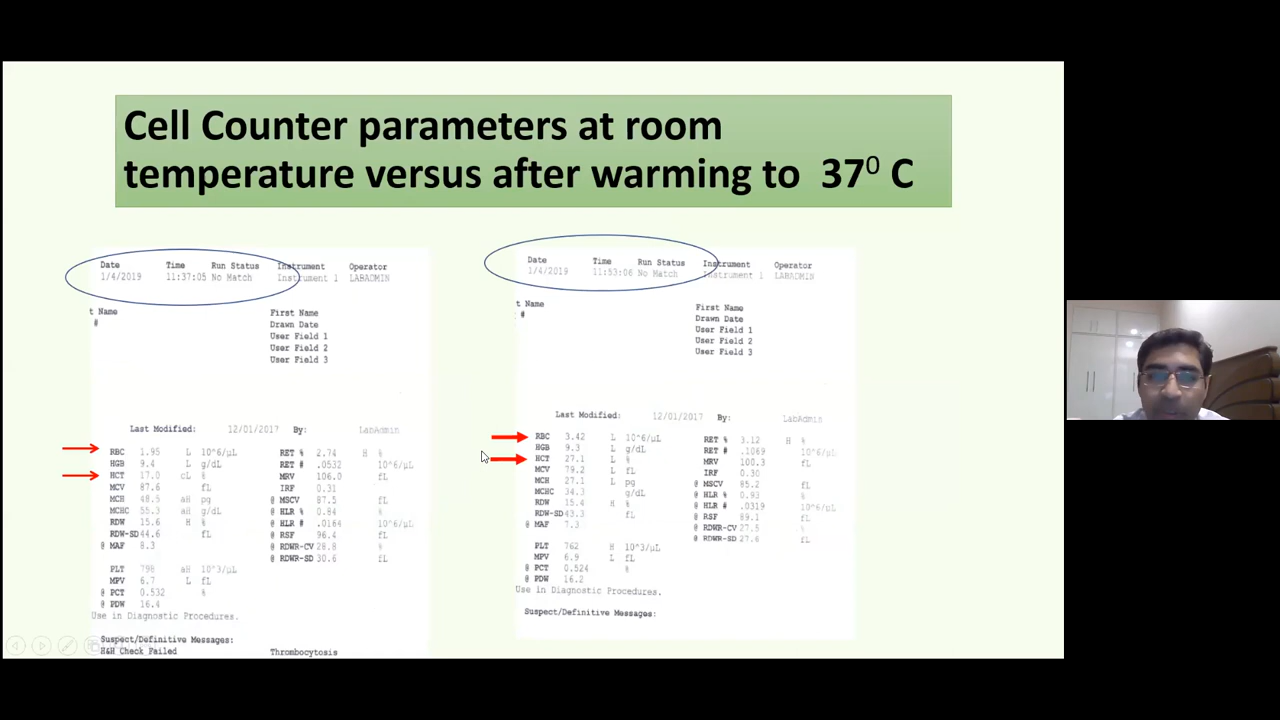 Cell Counter parameters at room
temperature versus after warming to 37⁰ C
Date Time Run Status Instrument Operator
1/4/2019 11:37:05 No Match Instrument 1 LABADMIN
t Name First Name
# Drawn Date
User Field 1
User Field 2
User Field 3
Last Modified: 12/01/2017 By: LabAdmin
RBC 1.95 L 10^6/µL RET % 2.74 H %
HGB 9.4 L g/dL RET # .0532 10^6/µL
HCT 17.0 cL % MRV 106.0 fL
MCV 87.6 fL IRF 0.31
MCH 48.5 aH pg @ MSCV 87.5 fL
MCHC 55.3 aH g/dL @ HLR % 0.84 %
RDW 15.6 H % @ HLR # .0164 10^6/µL
RDW-SD 44.6 fL @ RSF 96.4 fL
@ MAF 8.3 @ RDWR-CV 28.8 %
@ RDWR-SD 30.6 fL
PLT 798 aH 10^3/µL
MPV 6.7 L fL
@ PCT 0.532 %
@ PDW 16.4
Use in Diagnostic Procedures.
Suspect/Definitive Messages:
H&H Check Failed Thrombocytosis
Date Time Run Status Instrument Operator
1/4/2019 11:53:06 No Match Instrument 1 LABADMIN
t Name First Name
# Drawn Date
User Field 1
User Field 2
User Field 3
Last Modified: 12/01/2017 By: LabAdmin
RBC 3.42 L 10^6/µL RET % 3.12 H %
HGB 9.3 L g/dL RET # .1069 10^6/µL
HCT 27.1 L % MRV 100.3 fL
MCV 79.2 L fL IRF 0.30
MCH 27.1 L pg @ MSCV 85.2 fL
MCHC 34.3 g/dL @ HLR % 0.93 %
RDW 15.4 H % @ HLR # .0319 10^6/µL
RDW-SD 43.3 fL @ RSF 89.1 fL
@ MAF 7.3 @ RDWR-CV 27.5 %
@ RDWR-SD 27.6 fL
PLT 762 H 10^3/µL
MPV 6.9 L fL
@ PCT 0.524 %
@ PDW 16.2
Use in Diagnostic Procedures.
Suspect/Definitive Messages: